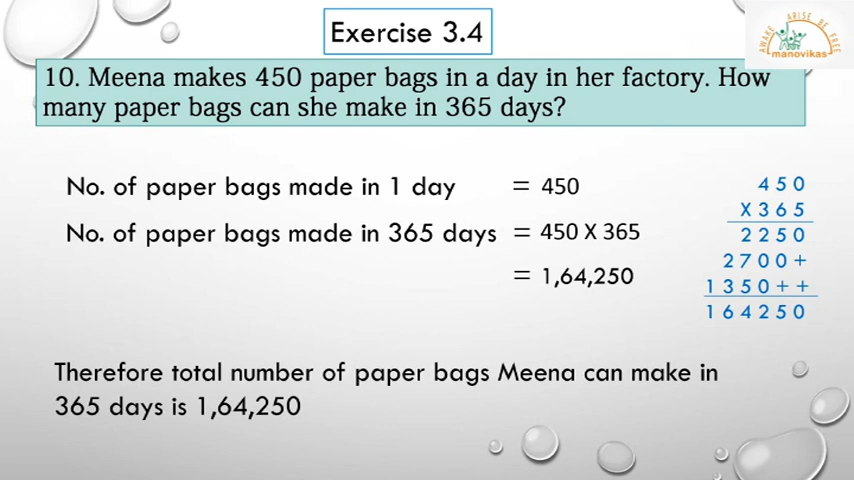 Exercise 3.4
AWAKE ARISE BE FREE
manovikas
10. Meena makes 450 paper bags in a day in her factory. How
many paper bags can she make in 365 days?
No. of paper bags made in 1 day = 450
No. of paper bags made in 365 days = 450 X 365
= 1,64,250
4 5 0
X 3 6 5
2 2 5 0
2 7 0 0 +
1 3 5 0 + +
1 6 4 2 5 0
Therefore total number of paper bags Meena can make in
365 days is 1,64,250